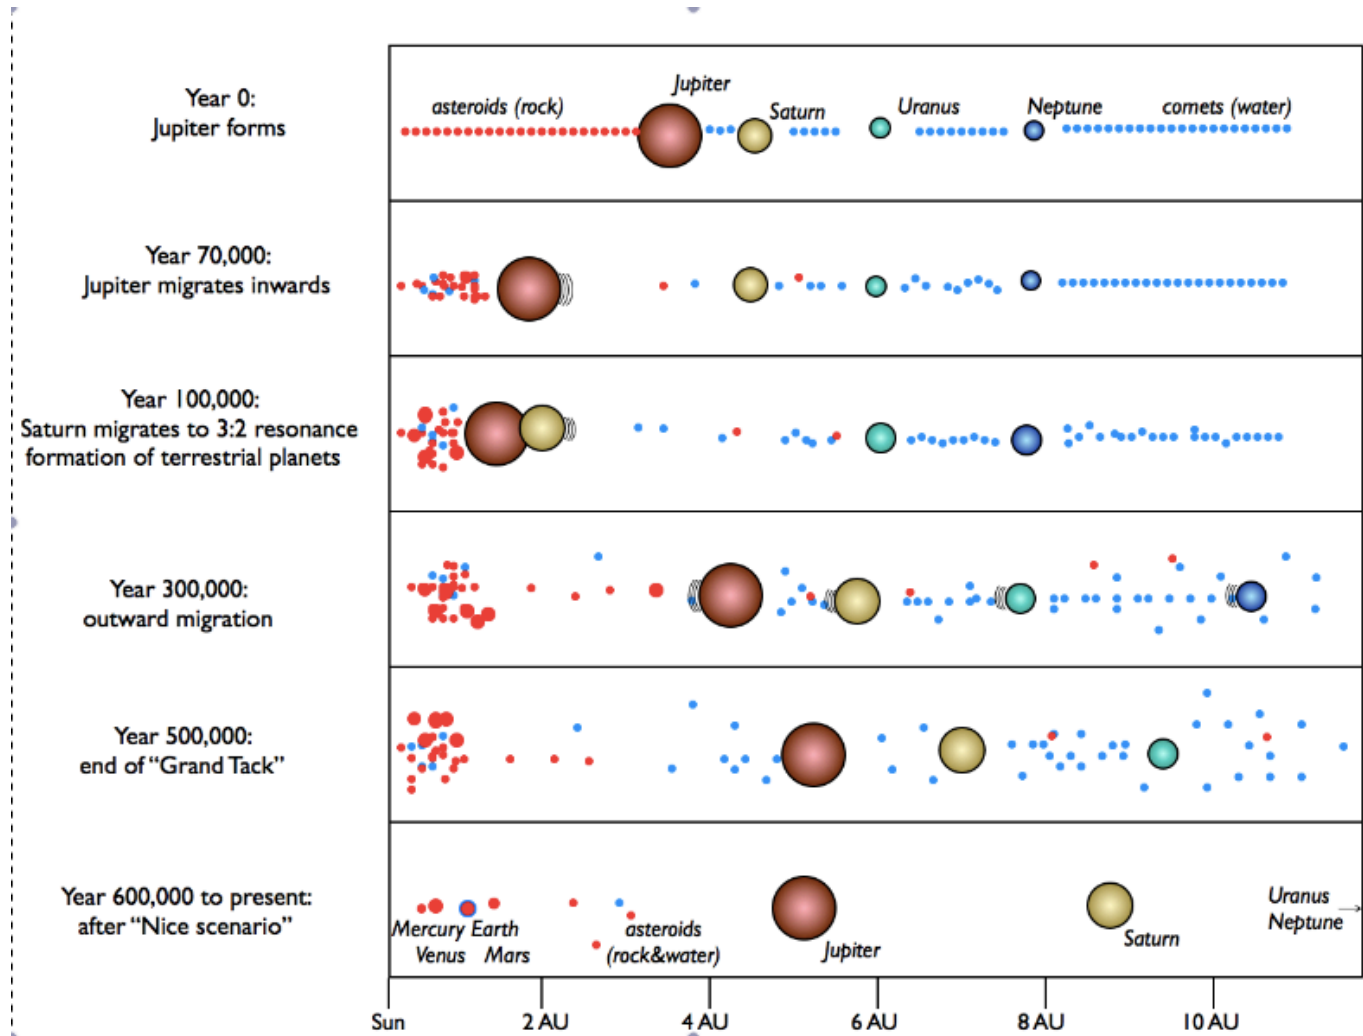 Year 0:
Jupiter forms
asteroids (rock)
Jupiter
Saturn
Uranus
Neptune
comets (water)
Year 70,000:
Jupiter migrates inwards
Year 100,000:
Saturn migrates to 3:2 resonance
formation of terrestrial planets
Year 300,000:
outward migration
Year 500,000:
end of “Grand Tack”
Year 600,000 to present:
after “Nice scenario”
Mercury Earth
Venus Mars
asteroids
(rock&water)
Jupiter
Saturn
Uranus
Neptune
Sun 2 AU 4 AU 6 AU 8 AU 10 AU